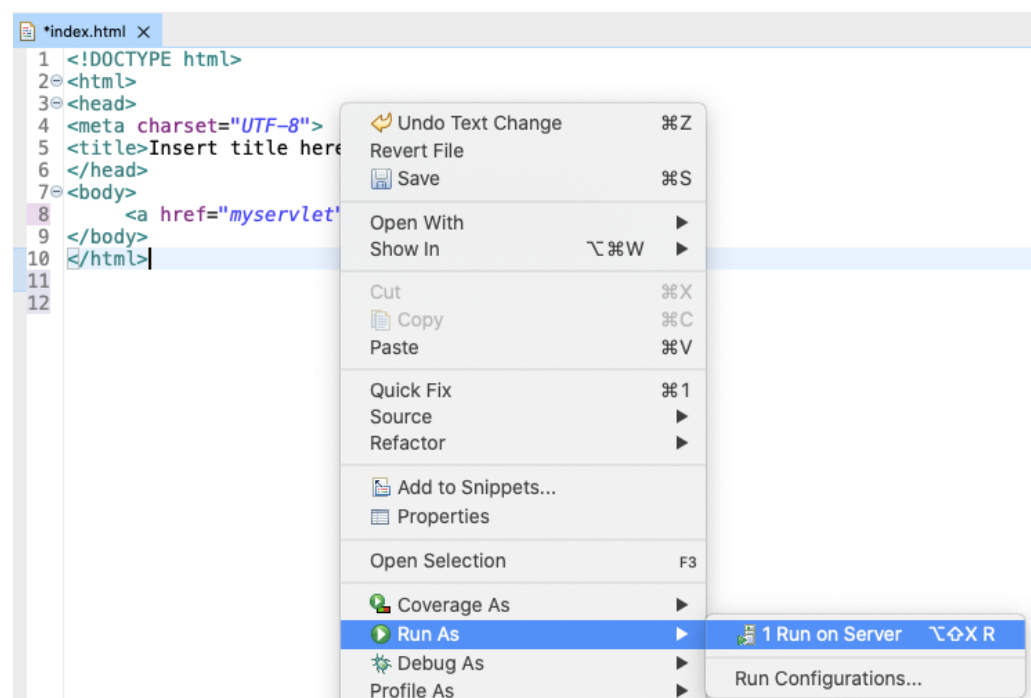 *index.html
1 <!DOCTYPE html>
2 <html>
3 <head>
4 <meta charset="UTF-8">
5 <title>Insert title here
6 </head>
7 <body>
8 <a href="myservlet"
9 </body>
10 </html>
11
12
Undo Text Change ⌘Z
Revert File
Save ⌘S
Open With
Show In ⌥⌘W
Cut ⌘X
Copy ⌘C
Paste ⌘V
Quick Fix ⌘1
Source
Refactor
Add to Snippets...
Properties
Open Selection F3
Coverage As
Run As
1 Run on Server ⌥⇧X R
Debug As
Run Configurations...
Profile As